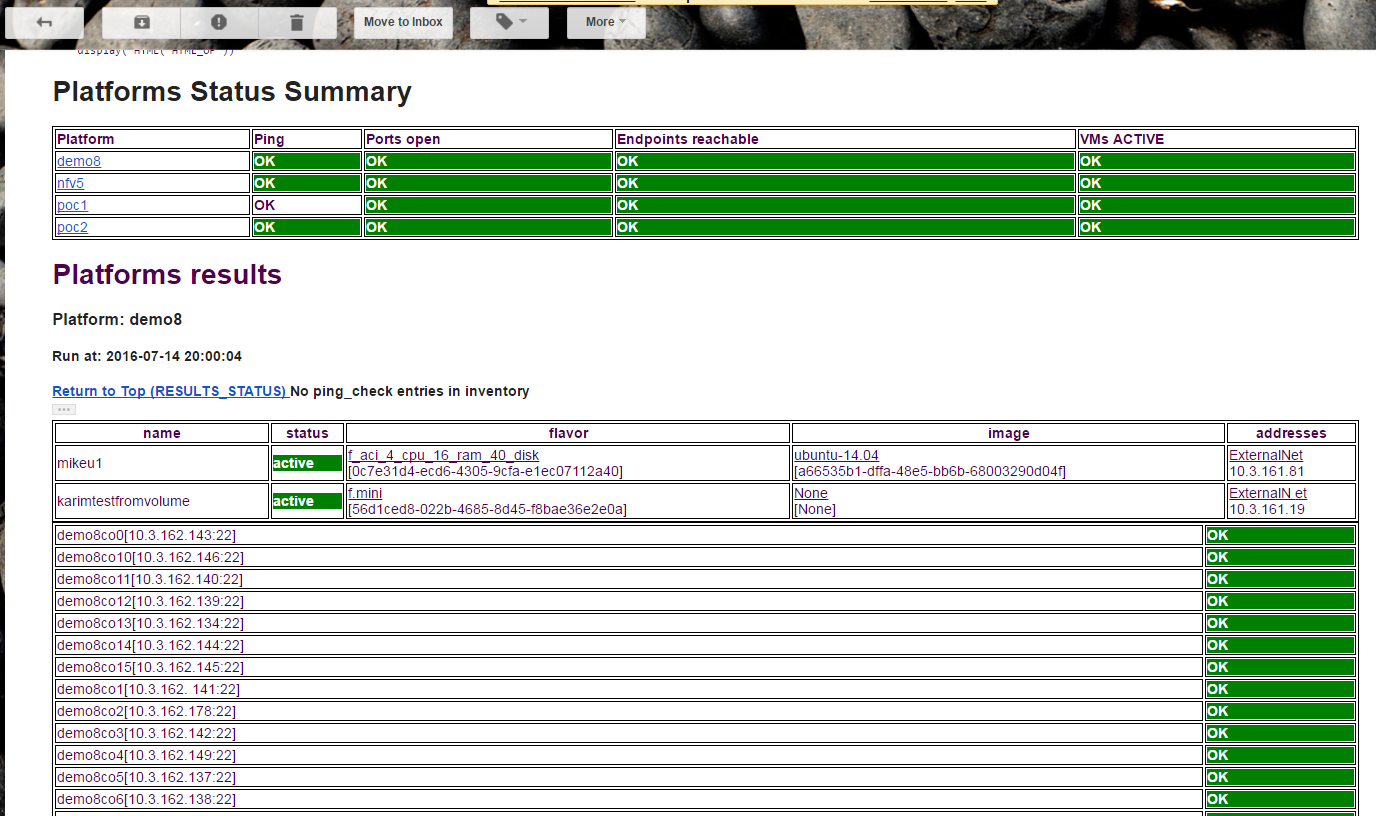 Move to Inbox
More
display( HTML( HTML_OP ))
Platforms Status Summary
Platform Ping Ports open Endpoints reachable VMs ACTIVE
demo8 OK OK OK OK
nfv5 OK OK OK OK
poc1 OK OK OK OK
poc2 OK OK OK OK
Platforms results
Platform: demo8
Run at: 2016-07-14 20:00:04
Return to Top (RESULTS_STATUS) No ping_check entries in inventory
name status flavor image addresses
mikeu1 active f_aci_4_cpu_16_ram_40_disk ubuntu-14.04 ExternalNet
[0c7e31d4-ecd6-4305-9cfa-e1ec07112a40] [a66535b1-dffa-48e5-bb6b-68003290d04f] 10.3.161.81
karimtestfromvolume active f.mini None ExternalN et
[56d1ced8-022b-4685-8d45-f8bae36e2e0a] [None] 10.3.161.19
demo8co0[10.3.162.143:22] OK
demo8co10[10.3.162.146:22] OK
demo8co11[10.3.162.140:22] OK
demo8co12[10.3.162.139:22] OK
demo8co13[10.3.162.134:22] OK
demo8co14[10.3.162.144:22] OK
demo8co15[10.3.162.145:22] OK
demo8co1[10.3.162. 141:22] OK
demo8co2[10.3.162.178:22] OK
demo8co3[10.3.162.142:22] OK
demo8co4[10.3.162.149:22] OK
demo8co5[10.3.162.137:22] OK
demo8co6[10.3.162.138:22] OK